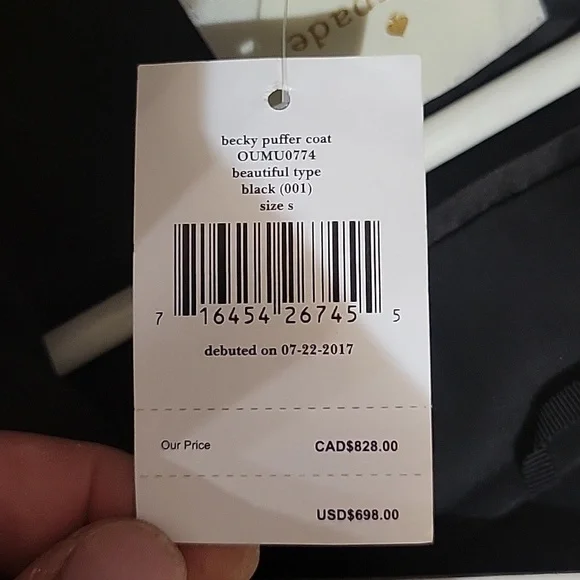 spade
becky puffer coat
OUMU0774
beautiful type
black (001)
size s
7 16454 26745 5
debuted on 07-22-2017
Our Price CAD$828.00
USD$698.00